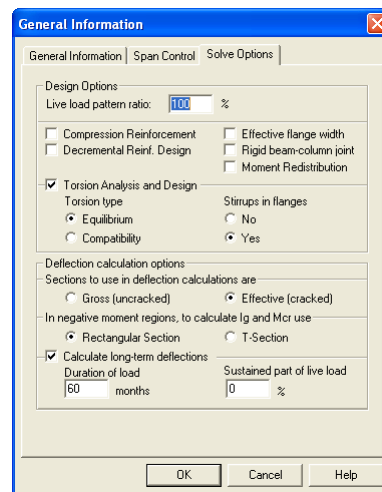 General Information
General Information Span Control Solve Options
Design Options
Live load pattern ratio: 100 %
Compression Reinforcement Effective flange width
Decremental Reinf. Design Rigid beam-column joint
Moment Redistribution
Torsion Analysis and Design
Torsion type Stirrups in flanges
Equilibrium No
Compatibility Yes
Deflection calculation options
Sections to use in deflection calculations are
Gross (uncracked) Effective (cracked)
In negative moment regions, to calculate Ig and Mcr use
Rectangular Section T-Section
Calculate long-term deflections
Duration of load Sustained part of live load
60 months 0 %
OK Cancel Help